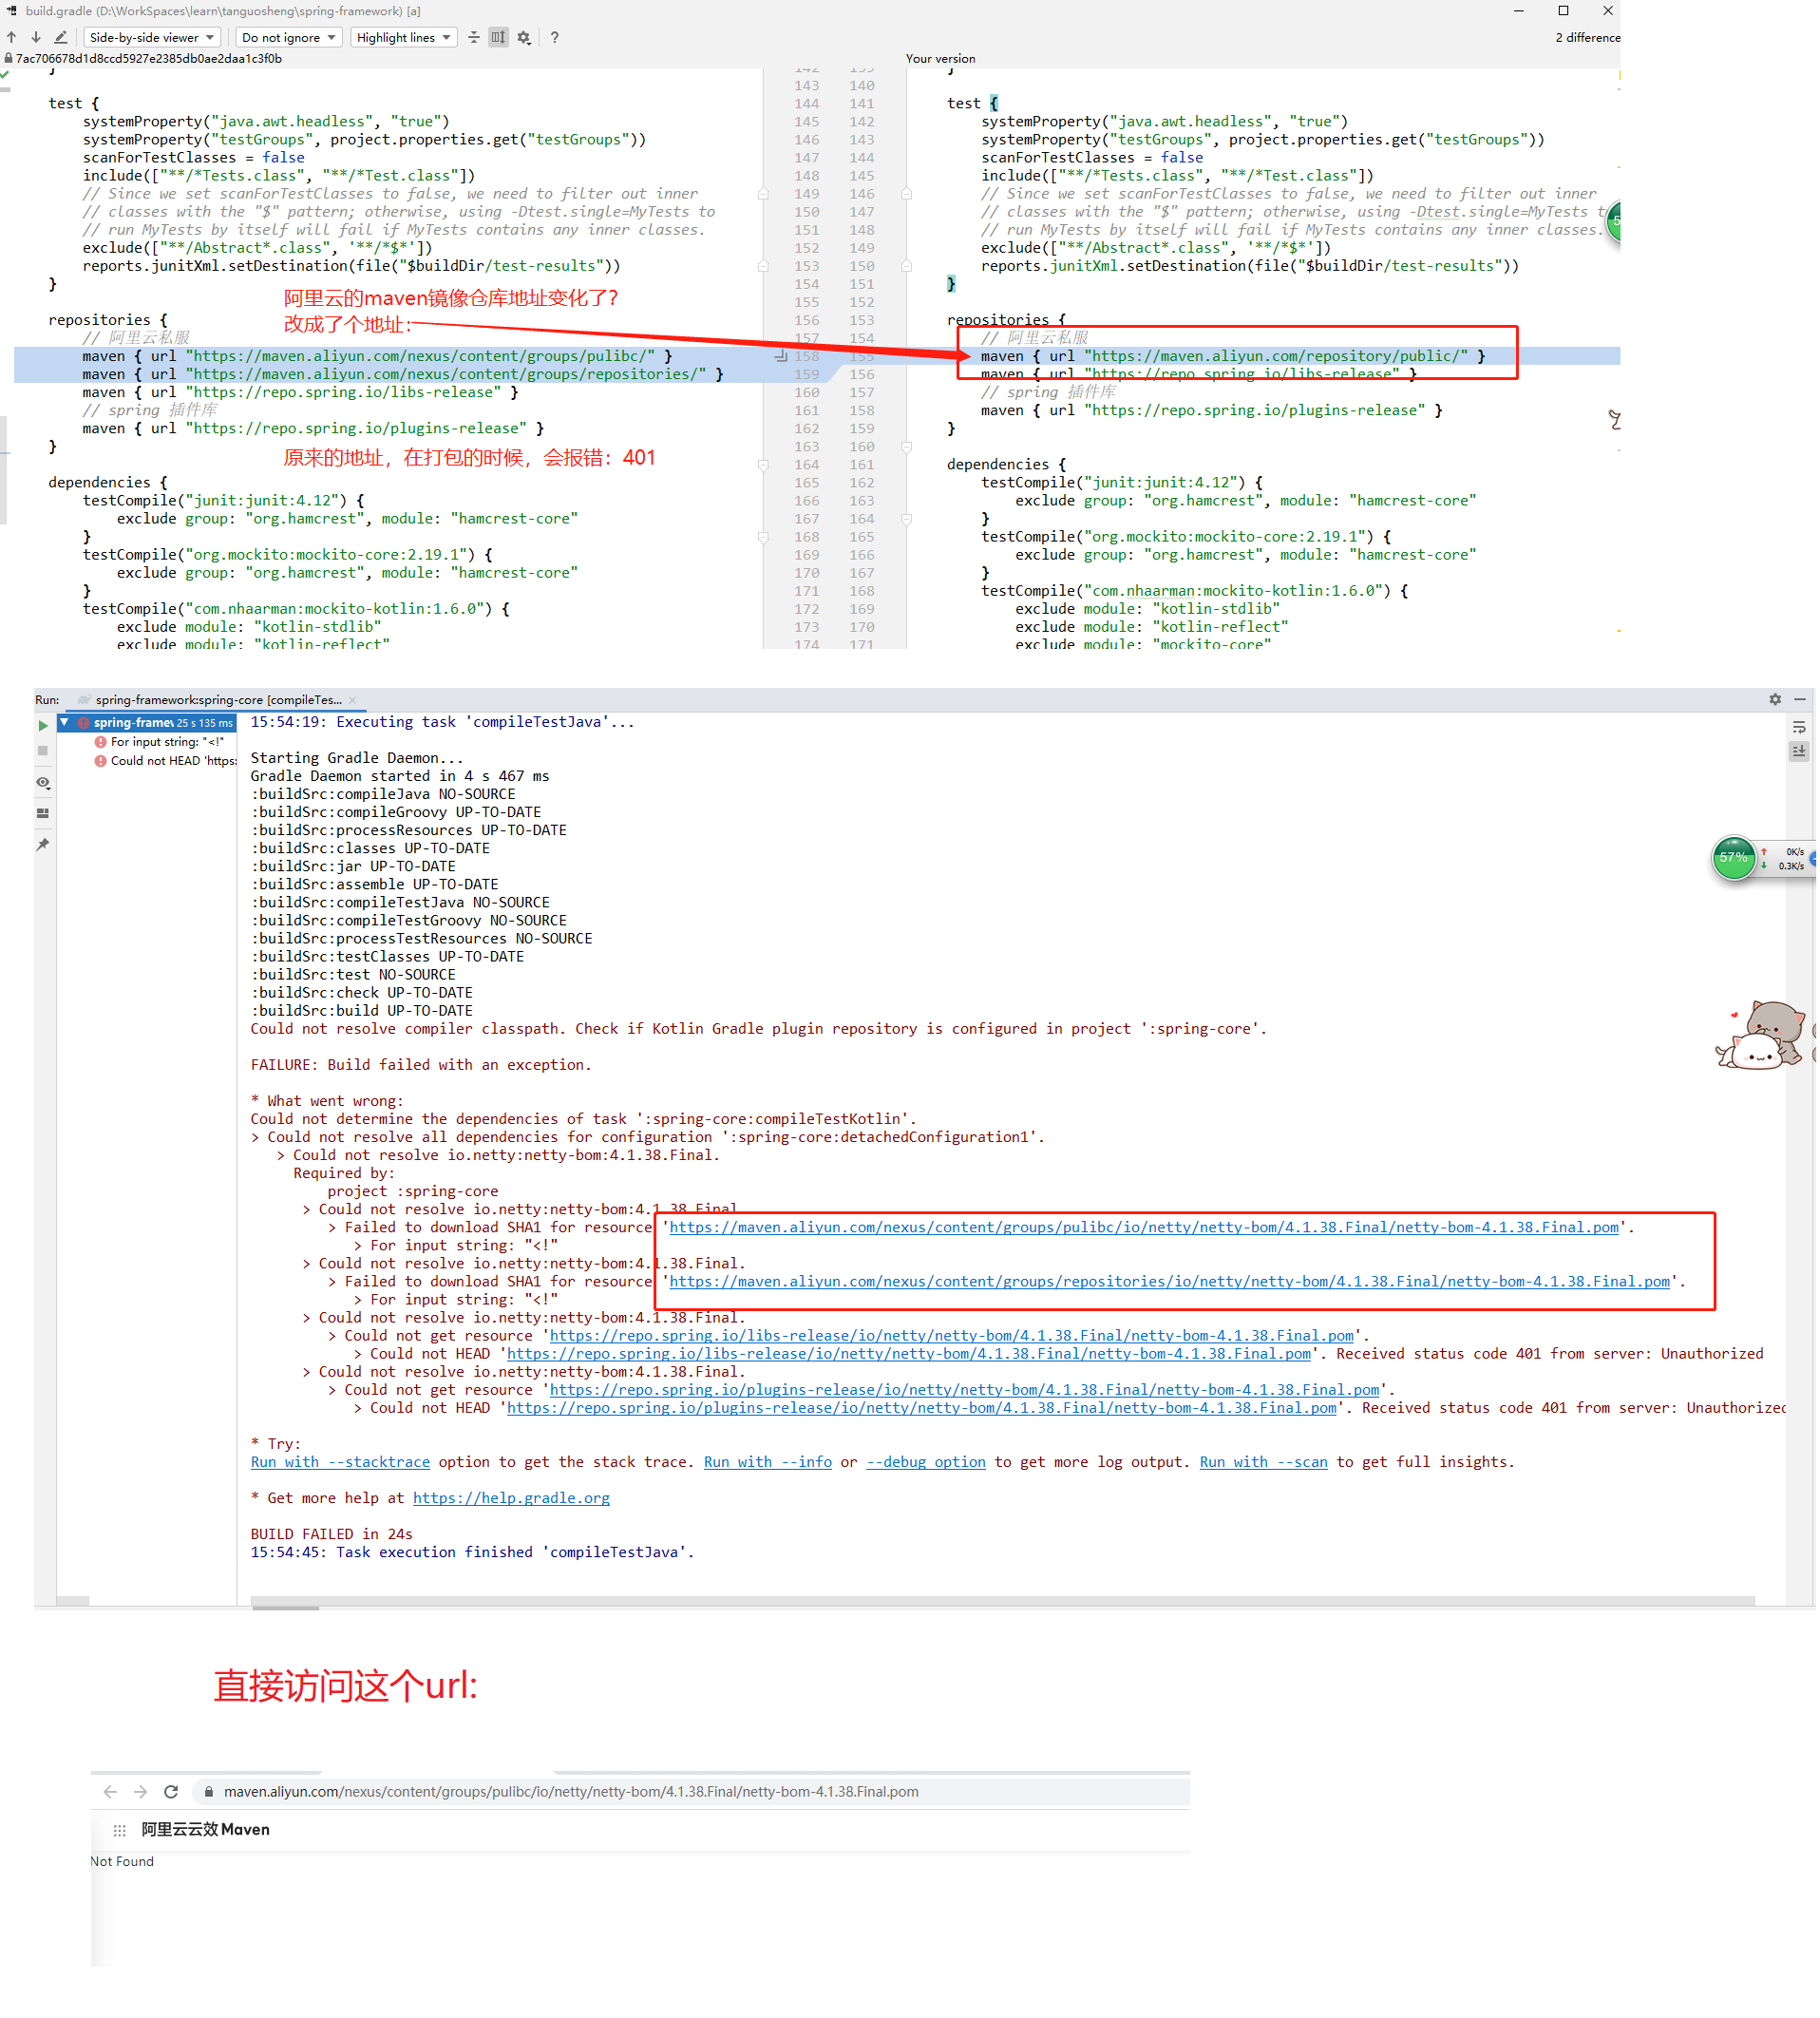 build.gradle (D:\WorkSpaces\learn\tanguosheng\spring-framework) [a]
Side-by-side viewer
Do not ignore
Highlight lines
?
2 difference
7ac706678d1d8ccd5927e2385db0ae2daa1c3f0b
Your version
}
143 140
test {
144 141
systemProperty("java.awt.headless", "true")
145 142
systemProperty("testGroups", project.properties.get("testGroups"))
146 143
scanForTestClasses = false
147 144
include(["**/*Tests.class", "**/*Test.class"])
148 145
// Since we set scanForTestClasses to false, we need to filter out inner
149 146
// classes with the "$" pattern; otherwise, using -Dtest.single=MyTests to
150 147
// run MyTests by itself will fail if MyTests contains any inner classes.
151 148
exclude(["**/Abstract*.class", '**/*$*'])
152 149
reports.junitXml.setDestination(file("$buildDir/test-results"))
153 150
}
154 151
阿里云的maven镜像仓库地址变化了?
155 152
改成了个地址:
repositories {
156 153
// 阿里云私服
157 154
maven { url "https://maven.aliyun.com/nexus/content/groups/pulibc/" }
158 155
maven { url "https://maven.aliyun.com/nexus/content/groups/repositories/" }
159 156
maven { url "https://repo.spring.io/libs-release" }
160 157
// spring 插件库
161 158
maven { url "https://repo.spring.io/plugins-release" }
162 159
}
163 160
原来的地址，在打包的时候，会报错：401
164 161
dependencies {
165 162
testCompile("junit:junit:4.12") {
166 163
exclude group: "org.hamcrest", module: "hamcrest-core"
167 164
}
168 165
testCompile("org.mockito:mockito-core:2.19.1") {
169 166
exclude group: "org.hamcrest", module: "hamcrest-core"
170 167
}
171 168
testCompile("com.nhaarman:mockito-kotlin:1.6.0") {
172 169
exclude module: "kotlin-stdlib"
173 170
exclude module: "kotlin-reflect"
174 171
}
test {
systemProperty("java.awt.headless", "true")
systemProperty("testGroups", project.properties.get("testGroups"))
scanForTestClasses = false
include(["**/*Tests.class", "**/*Test.class"])
// Since we set scanForTestClasses to false, we need to filter out inner
// classes with the "$" pattern; otherwise, using -Dtest.single=MyTests t
// run MyTests by itself will fail if MyTests contains any inner classes.
exclude(["**/Abstract*.class", '**/*$*'])
reports.junitXml.setDestination(file("$buildDir/test-results"))
}
repositories {
// 阿里云私服
maven { url "https://maven.aliyun.com/repository/public/" }
maven { url "https://repo.spring.io/libs-release" }
// spring 插件库
maven { url "https://repo.spring.io/plugins-release" }
}
dependencies {
testCompile("junit:junit:4.12") {
exclude group: "org.hamcrest", module: "hamcrest-core"
}
testCompile("org.mockito:mockito-core:2.19.1") {
exclude group: "org.hamcrest", module: "hamcrest-core"
}
testCompile("com.nhaarman:mockito-kotlin:1.6.0") {
exclude module: "kotlin-stdlib"
exclude module: "kotlin-reflect"
exclude module: "mockito-core"
Run:
spring-framework:spring-core [compileTes...
spring-framew 25 s 135 ms
For input string: "<!"
Could not HEAD 'https:
15:54:19: Executing task 'compileTestJava'...
Starting Gradle Daemon...
Gradle Daemon started in 4 s 467 ms
:buildSrc:compileJava NO-SOURCE
:buildSrc:compileGroovy UP-TO-DATE
:buildSrc:processResources UP-TO-DATE
:buildSrc:classes UP-TO-DATE
:buildSrc:jar UP-TO-DATE
:buildSrc:assemble UP-TO-DATE
:buildSrc:compileTestJava NO-SOURCE
:buildSrc:compileTestGroovy NO-SOURCE
:buildSrc:processTestResources NO-SOURCE
:buildSrc:testClasses UP-TO-DATE
:buildSrc:test NO-SOURCE
:buildSrc:check UP-TO-DATE
:buildSrc:build UP-TO-DATE
Could not resolve compiler classpath. Check if Kotlin Gradle plugin repository is configured in project ':spring-core'.
FAILURE: Build failed with an exception.
* What went wrong:
Could not determine the dependencies of task ':spring-core:compileTestKotlin'.
> Could not resolve all dependencies for configuration ':spring-core:detachedConfiguration1'.
> Could not resolve io.netty:netty-bom:4.1.38.Final.
Required by:
project :spring-core
> Could not resolve io.netty:netty-bom:4.1.38.Final.
> Failed to download SHA1 for resource 'https://maven.aliyun.com/nexus/content/groups/pulibc/io/netty/netty-bom/4.1.38.Final/netty-bom-4.1.38.Final.pom'.
> For input string: "<!"
> Could not resolve io.netty:netty-bom:4.1.38.Final.
> Failed to download SHA1 for resource 'https://maven.aliyun.com/nexus/content/groups/repositories/io/netty/netty-bom/4.1.38.Final/netty-bom-4.1.38.Final.pom'.
> For input string: "<!"
> Could not resolve io.netty:netty-bom:4.1.38.Final.
> Could not get resource 'https://repo.spring.io/libs-release/io/netty/netty-bom/4.1.38.Final/netty-bom-4.1.38.Final.pom'.
> Could not HEAD 'https://repo.spring.io/libs-release/io/netty/netty-bom/4.1.38.Final/netty-bom-4.1.38.Final.pom'. Received status code 401 from server: Unauthorized
> Could not resolve io.netty:netty-bom:4.1.38.Final.
> Could not get resource 'https://repo.spring.io/plugins-release/io/netty/netty-bom/4.1.38.Final/netty-bom-4.1.38.Final.pom'.
> Could not HEAD 'https://repo.spring.io/plugins-release/io/netty/netty-bom/4.1.38.Final/netty-bom-4.1.38.Final.pom'. Received status code 401 from server: Unauthorized
* Try:
Run with --stacktrace option to get the stack trace. Run with --info or --debug option to get more log output. Run with --scan to get full insights.
* Get more help at https://help.gradle.org
BUILD FAILED in 24s
15:54:45: Task execution finished 'compileTestJava'.
57%
0K/s
0.3K/s
直接访问这个url:
maven.aliyun.com/nexus/content/groups/pulibc/io/netty/netty-bom/4.1.38.Final/netty-bom-4.1.38.Final.pom
阿里云云效 Maven
Not Found